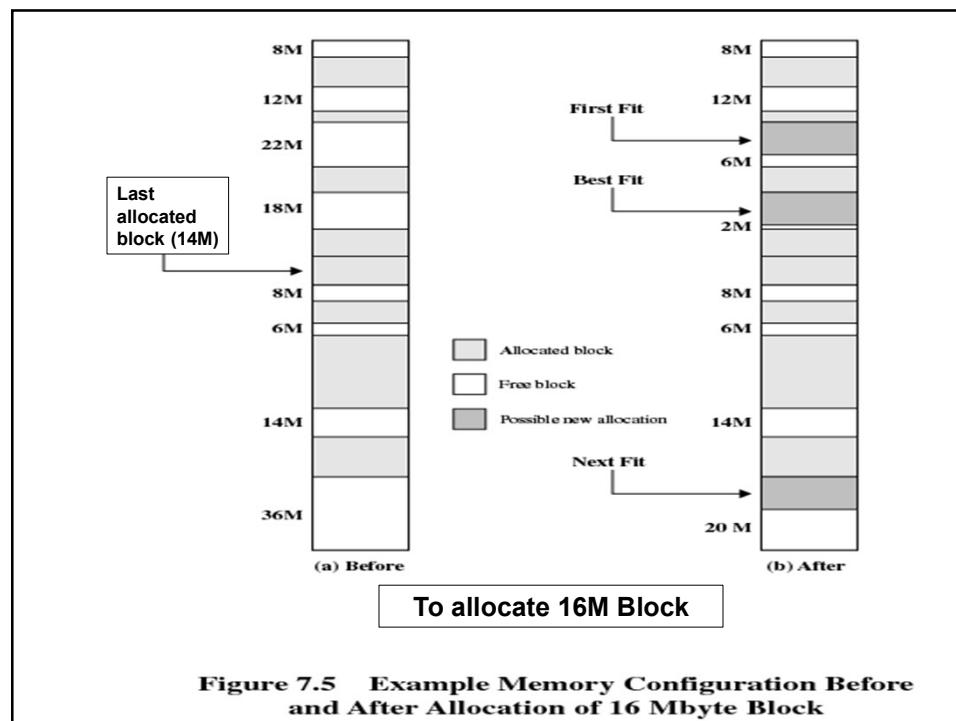 8M
12M
22M
Last
allocated
block (14M)
18M
8M
6M
14M
36M
(a) Before
8M
First Fit
12M
6M
Best Fit
2M
8M
6M
Allocated block
Free block
Possible new allocation
14M
Next Fit
20 M
(b) After
To allocate 16M Block
Figure 7.5 Example Memory Configuration Before
and After Allocation of 16 Mbyte Block